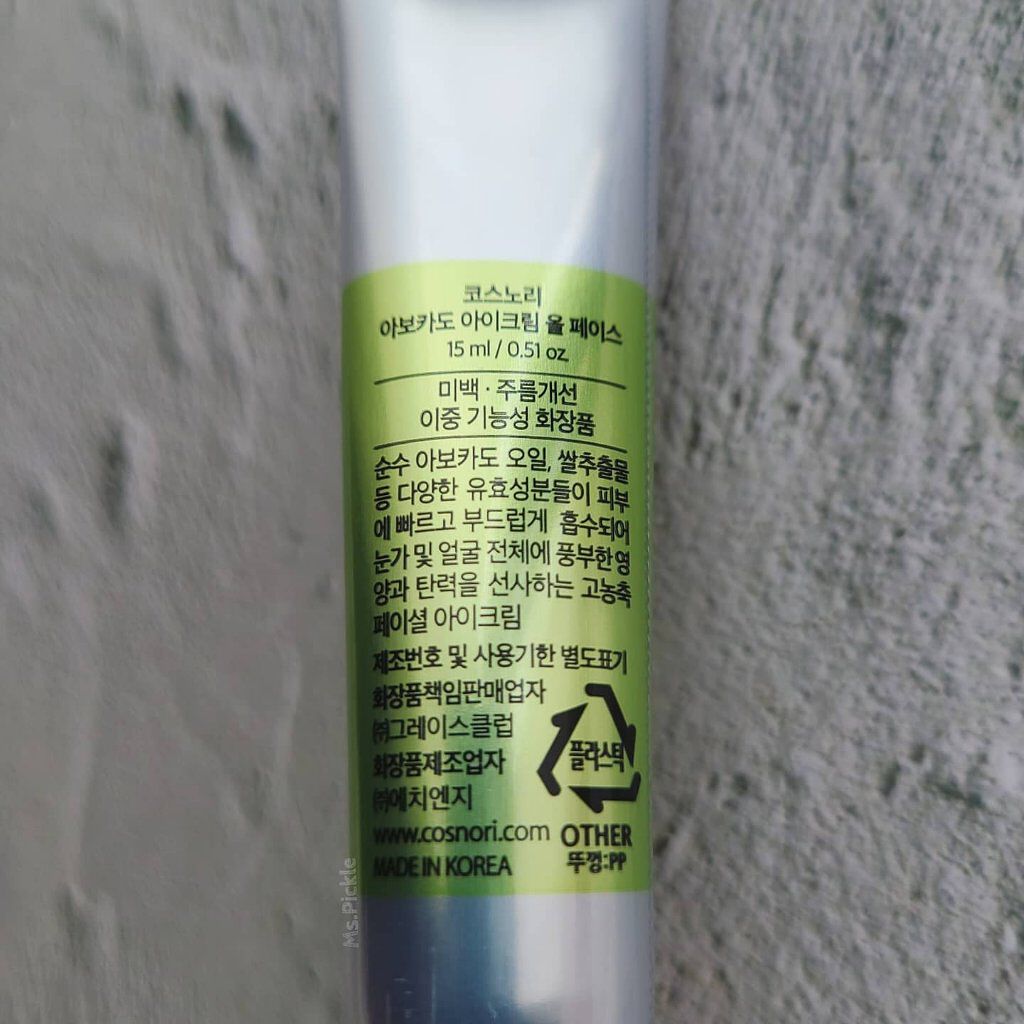 코스노리
아보카도 아이크림 올 페이스
15 ml / 0.51 oz.
미백 · 주름개선
이중 기능성 화장품
순수 아보카도 오일, 쌀추출물
등 다양한 유효성분들이 피부
에 빠르고 부드럽게 흡수되어
눈가 및 얼굴 전체에 풍부한 영
양과 탄력을 선사하는 고농축
페이셜 아이크림
제조번호 및 사용기한 별도표기
화장품책임판매업자
㈜그레이스클럽
화장품제조업자
㈜에치엔지
www.cosnori.com
MADE IN KOREA
플라스틱
OTHER
뚜껑:PP
Ms.Pickle